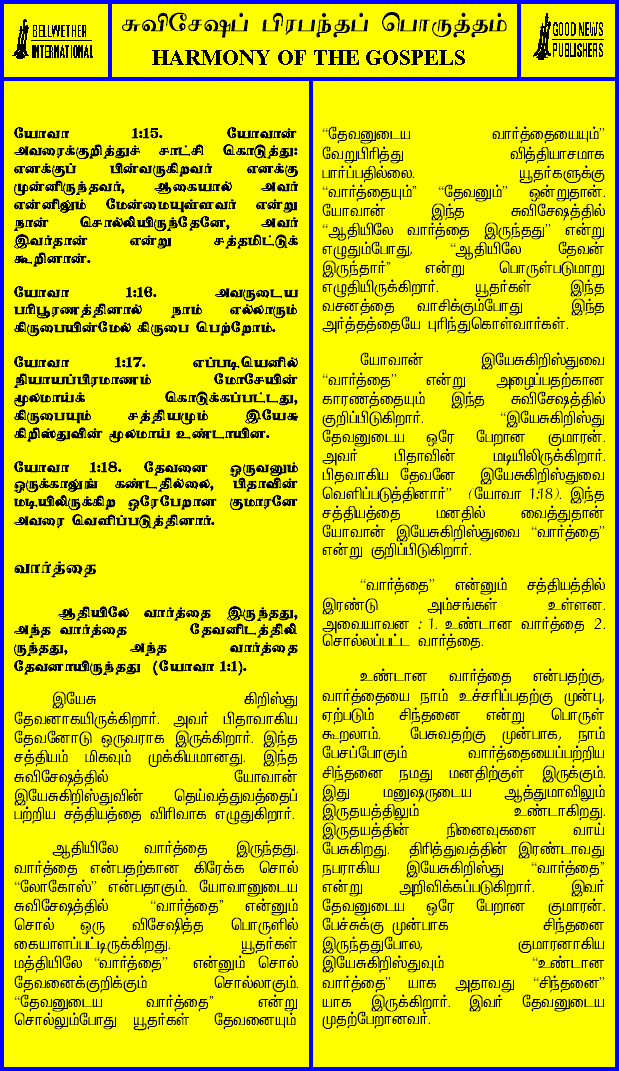 BELLWETHER
INTERNATIONAL
சுவிசேஷப் பிரபந்தப் பொருத்தம்
HARMONY OF THE GOSPELS
GOOD NEWS
PUBLISHERS
யோவா 1:15. யோவான்
அவரைக்குறித்துச் சாட்சி கொடுத்து:
எனக்குப் பின்வருகிறவர் எனக்கு
முன்னிருந்தவர், ஆகையால் அவர்
என்னிலும் மேன்மையுள்ளவர் என்று
நான் சொல்லியிருந்தேனே, அவர்
இவர்தான் என்று சத்தமிட்டுக்
கூறினான்.
யோவா 1:16. அவருடைய
பரிபூரணத்தினால் நாம் எல்லாரும்
கிருபையின்மேல் கிருபை பெற்றோம்.
யோவா 1:17. எப்படியெனில்
நியாயப்பிரமாணம் மோசேயின்
மூலமாய்க் கொடுக்கப்பட்டது,
கிருபையும் சத்தியமும் இயேசு
கிறிஸ்துவின் மூலமாய் உண்டாயின.
யோவா 1:18. தேவனை ஒருவனும்
ஒருக்காலுங் கண்டதில்லை, பிதாவின்
மடியிலிருக்கிற ஒரேபேறான குமாரனே
அவரை வெளிப்படுத்தினார்.
வார்த்தை
ஆதியிலே வார்த்தை இருந்தது,
அந்த வார்த்தை தேவனிடத்திலி
ருந்தது, அந்த வார்த்தை
தேவனாயிருந்தது (யோவா 1:1).
இயேசு கிறிஸ்து
தேவனாகயிருக்கிறார். அவர் பிதாவாகிய
தேவனோடு ஒருவராக இருக்கிறார். இந்த
சத்தியம் மிகவும் முக்கியமானது. இந்த
சுவிசேஷத்தில் யோவான்
இயேசுகிறிஸ்துவின் தெய்வத்துவத்தைப்
பற்றிய சத்தியத்தை விரிவாக எழுதுகிறார்.
ஆதியிலே வார்த்தை இருந்தது.
வார்த்தை என்பதற்கான கிரேக்க சொல்
“லோகோஸ்” என்பதாகும். யோவானுடைய
சுவிசேஷத்தில் “வார்த்தை” என்னும்
சொல் ஒரு விசேஷித்த பொருளில்
கையாளப்பட்டிருக்கிறது. யூதர்கள்
மத்தியிலே “வார்த்தை” என்னும் சொல்
தேவனைக்குறிக்கும் சொல்லாகும்.
“தேவனுடைய வார்த்தை” என்று
சொல்லும்போது யூதர்கள் தேவனையும்
“தேவனுடைய வார்த்தையையும்”
வேறுபிரித்து வித்தியாசமாக
பார்ப்பதில்லை. யூதர்களுக்கு
“வார்த்தையும்” “தேவனும்” ஒன்றுதான்.
யோவான் இந்த சுவிசேஷத்தில்
“ஆதியிலே வார்த்தை இருந்தது” என்று
எழுதும்போது, “ஆதியிலே தேவன்
இருந்தார்” என்று பொருள்படுமாறு
எழுதியிருக்கிறார். யூதர்கள் இந்த
வசனத்தை வாசிக்கும்போது இந்த
அர்த்தத்தையே புரிந்துகொள்வார்கள்.
யோவான் இயேசுகிறிஸ்துவை
“வார்த்தை” என்று அழைப்பதற்கான
காரணத்தையும் இந்த சுவிசேஷத்தில்
குறிப்பிடுகிறார். “இயேசுகிறிஸ்து
தேவனுடைய ஒரே பேறான குமாரன்.
அவர் பிதாவின் மடியிலிருக்கிறார்.
பிதவாகிய தேவனே இயேசுகிறிஸ்துவை
வெளிப்படுத்தினார்” (யோவா 1:18). இந்த
சத்தியத்தை மனதில் வைத்துதான்
யோவான் இயேசுகிறிஸ்துவை “வார்த்தை”
என்று குறிப்பிடுகிறார்.
“வார்த்தை” என்னும் சத்தியத்தில்
இரண்டு அம்சங்கள் உள்ளன.
அவையாவன : 1. உண்டான வார்த்தை 2.
சொல்லப்பட்ட வார்த்தை.
உண்டான வார்த்தை என்பதற்கு,
வார்த்தையை நாம் உச்சரிப்பதற்கு முன்பு,
ஏற்படும் சிந்தனை என்று பொருள்
கூறலாம். பேசுவதற்கு முன்பாக, நாம்
பேசப்போகும் வார்த்தையைப்பற்றிய
சிந்தனை நமது மனதிற்குள் இருக்கும்.
இது மனுஷருடைய ஆத்துமாவிலும்
இருதயத்திலும் உண்டாகிறது.
இருதயத்தின் நினைவுகளை வாய்
பேசுகிறது. திரித்துவத்தின் இரண்டாவது
நபராகிய இயேசுகிறிஸ்து “வார்த்தை”
என்று அறிவிக்கப்படுகிறார். இவர்
தேவனுடைய ஒரே பேறான குமாரன்.
பேச்சுக்கு முன்பாக சிந்தனை
இருந்ததுபோல, குமாரனாகிய
இயேசுகிறிஸ்துவும் “உண்டான
வார்த்தை” யாக அதாவது “சிந்தனை”
யாக இருக்கிறார். இவர் தேவனுடைய
முதற்பேறானவர்.